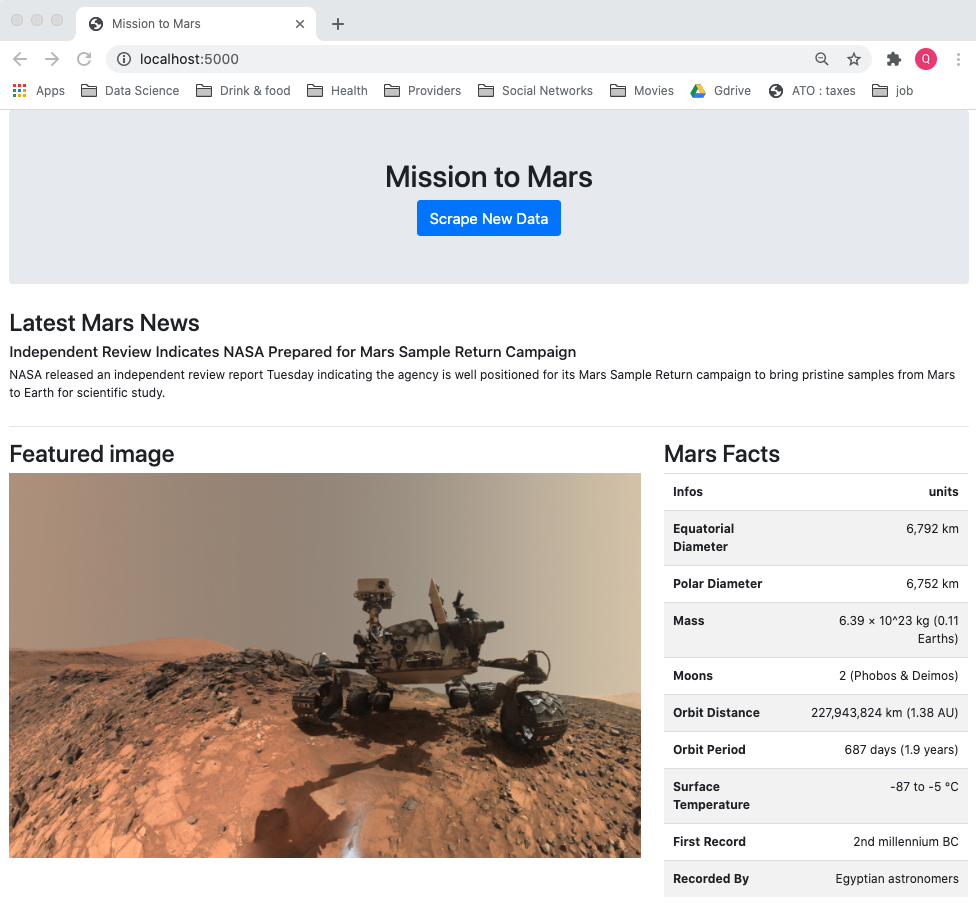 Mission to Mars
localhost:5000
Q
Apps
Data Science
Drink & food
Health
Providers
Social Networks
Movies
Gdrive
ATO : taxes
job
Mission to Mars
Scrape New Data
Latest Mars News
Independent Review Indicates NASA Prepared for Mars Sample Return Campaign
NASA released an independent review report Tuesday indicating the agency is well positioned for its Mars Sample Return campaign to bring pristine samples from Mars
to Earth for scientific study.
Featured image
Mars Facts
Infos units
Equatorial 6,792 km
Diameter
Polar Diameter 6,752 km
Mass 6.39 × 10^23 kg (0.11
Earths)
Moons 2 (Phobos & Deimos)
Orbit Distance 227,943,824 km (1.38 AU)
Orbit Period 687 days (1.9 years)
Surface -87 to -5 °C
Temperature
First Record 2nd millennium BC
Recorded By Egyptian astronomers